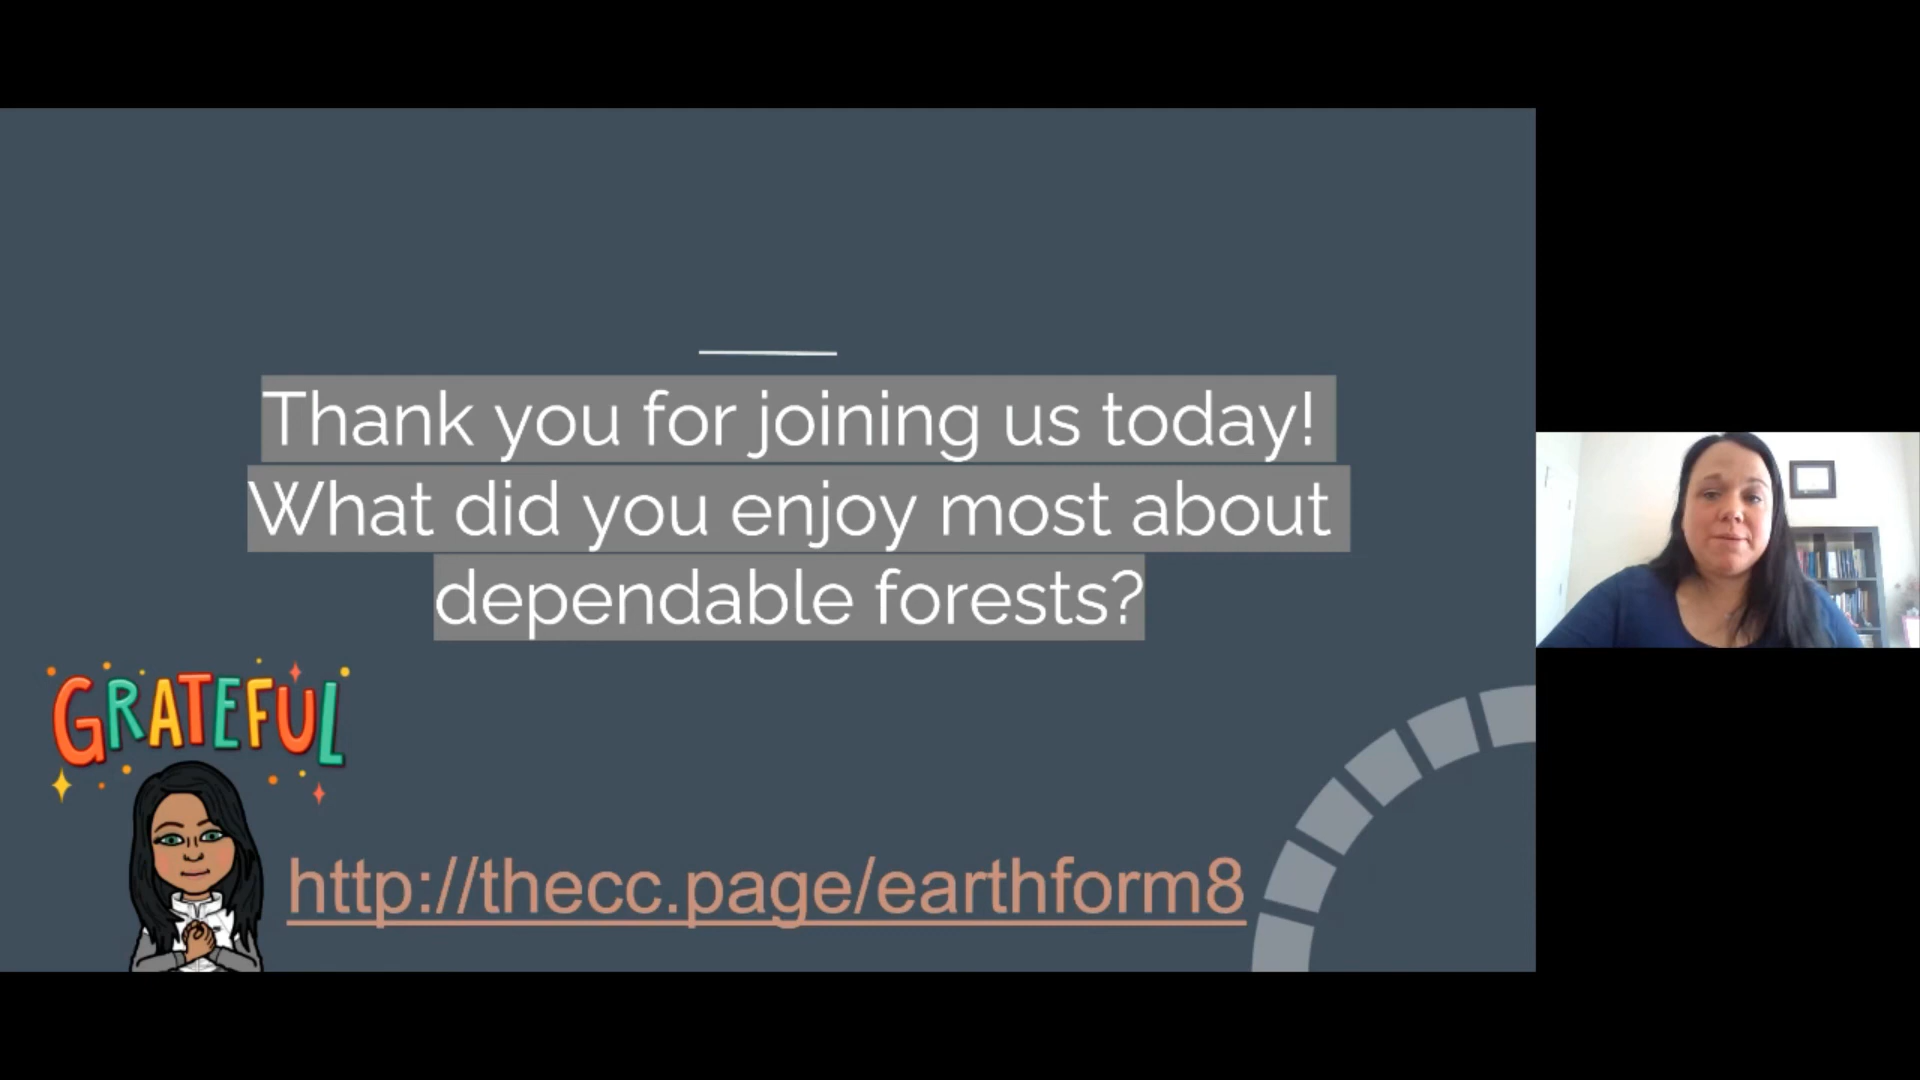 Thank you for joining us today!
What did you enjoy most about
dependable forests?
GRATEFUL
http://thecc.page/earthform8